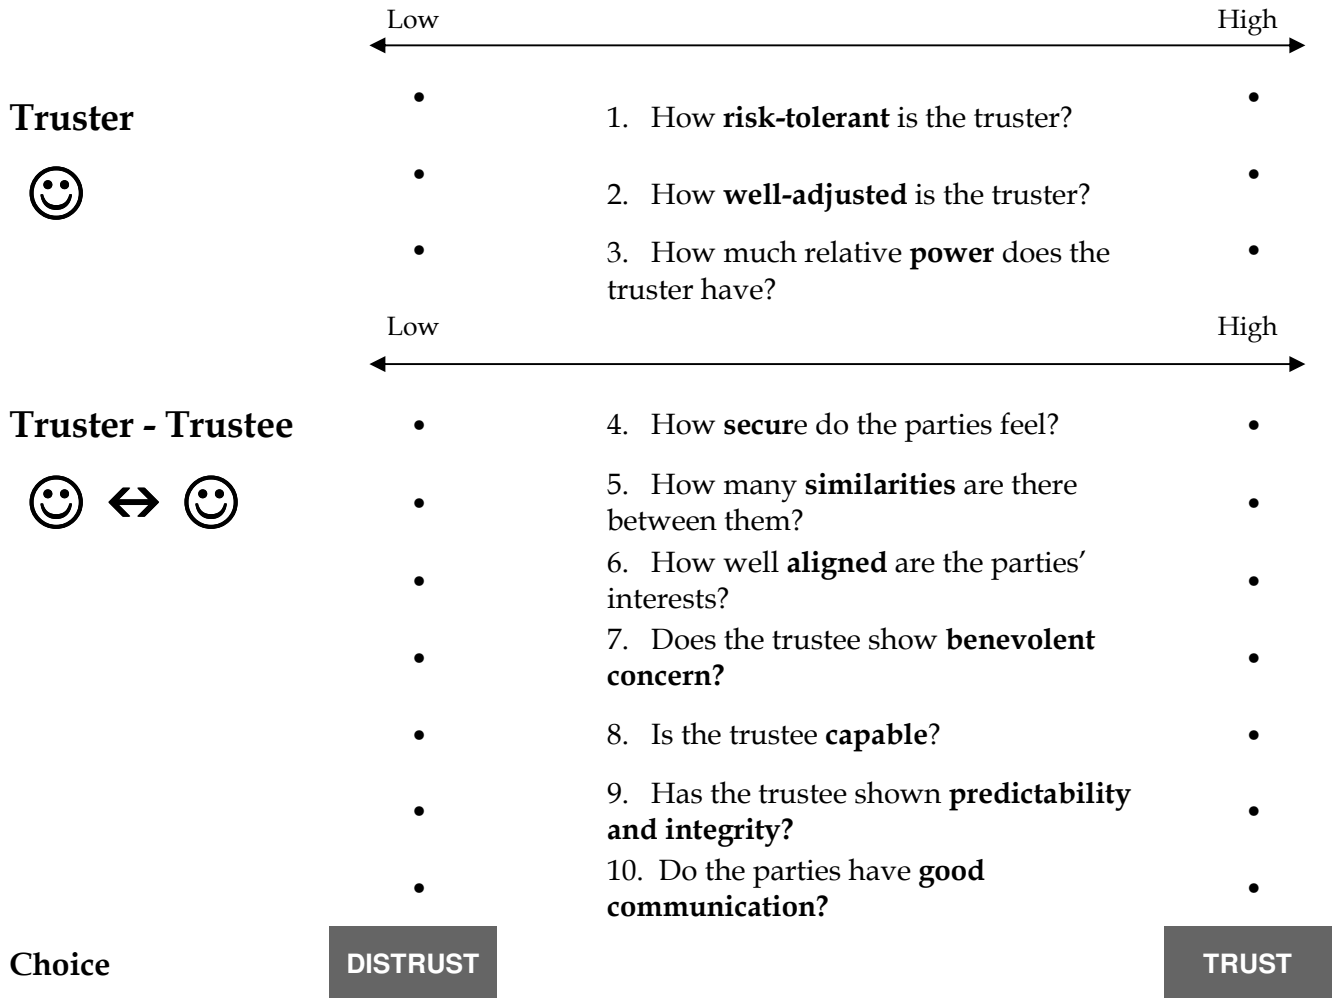 Low High
Truster
1. How risk-tolerant is the truster?
2. How well-adjusted is the truster?
3. How much relative power does the
truster have?
Low High
Truster - Trustee
4. How secure do the parties feel?
5. How many similarities are there
between them?
6. How well aligned are the parties’
interests?
7. Does the trustee show benevolent
concern?
8. Is the trustee capable?
9. Has the trustee shown predictability
and integrity?
10. Do the parties have good
communication?
Choice DISTRUST TRUST